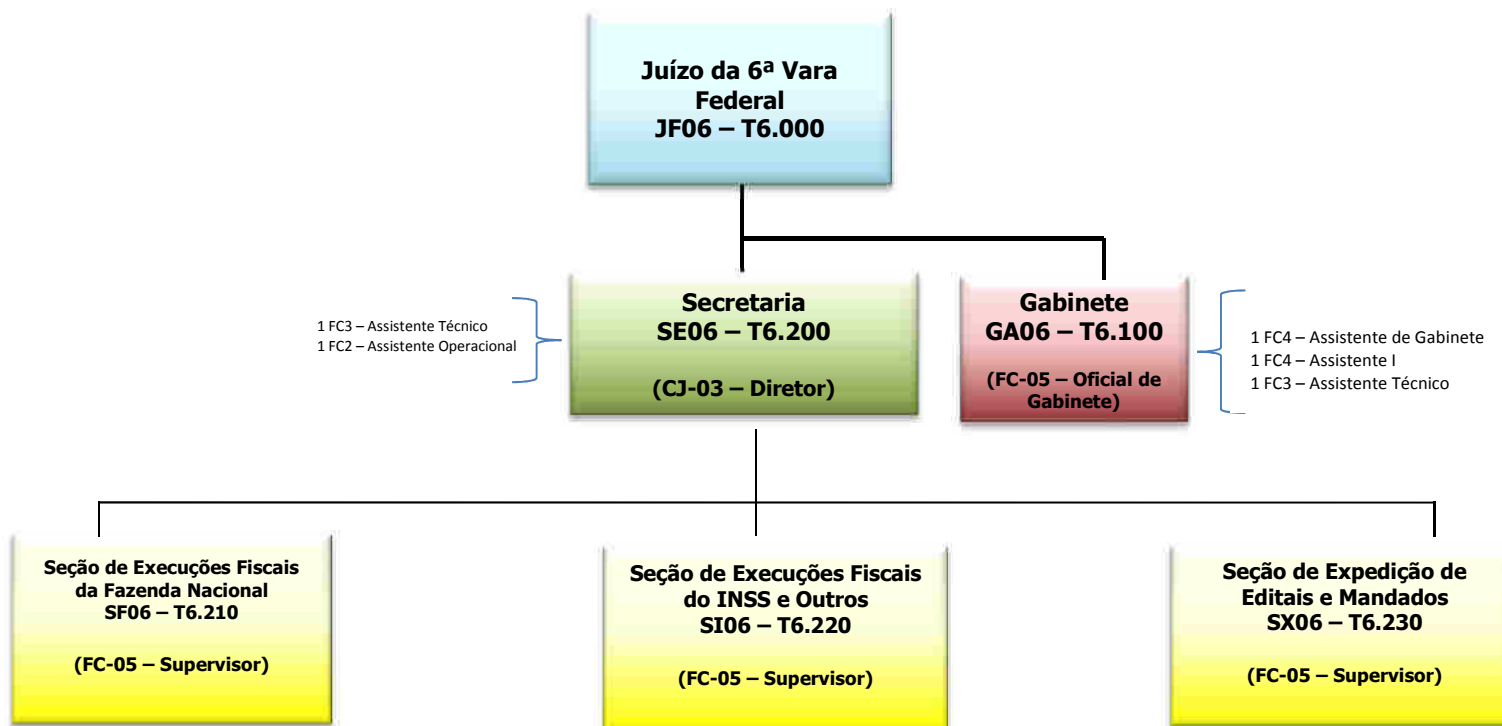 Juízo da 6ª Vara
Federal
JF06 – T6.000
1 FC3 – Assistente Técnico
1 FC2 – Assistente Operacional
Secretaria
SE06 – T6.200
(CJ-03 – Diretor)
Gabinete
GA06 – T6.100
(FC-05 – Oficial de
Gabinete)
1 FC4 – Assistente de Gabinete
1 FC4 – Assistente I
1 FC3 – Assistente Técnico
Seção de Execuções Fiscais
da Fazenda Nacional
SF06 – T6.210
(FC-05 – Supervisor)
Seção de Execuções Fiscais
do INSS e Outros
SI06 – T6.220
(FC-05 – Supervisor)
Seção de Expedição de
Editais e Mandados
SX06 – T6.230
(FC-05 – Supervisor)